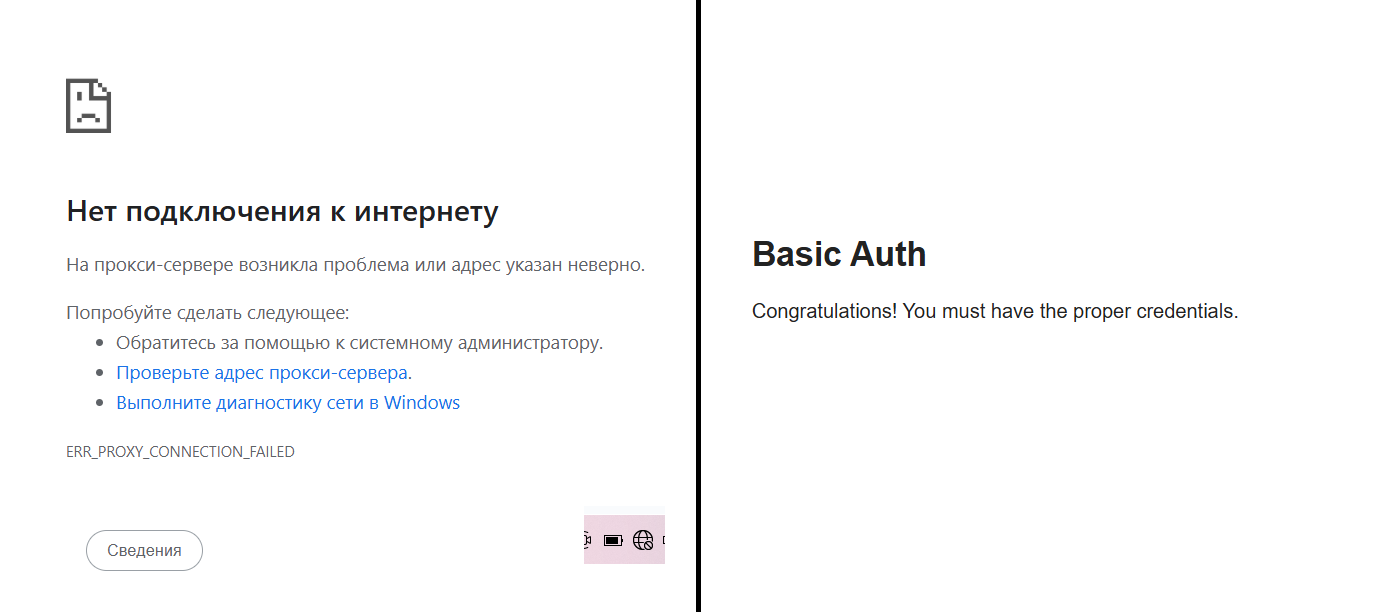 Нет подключения к интернету
На прокси-сервере возникла проблема или адрес указан неверно.
Попробуйте сделать следующее:
Обратитесь за помощью к системному администратору.
Проверьте адрес прокси-сервера.
Выполните диагностику сети в Windows
ERR_PROXY_CONNECTION_FAILED
Сведения
Basic Auth
Congratulations! You must have the proper credentials.